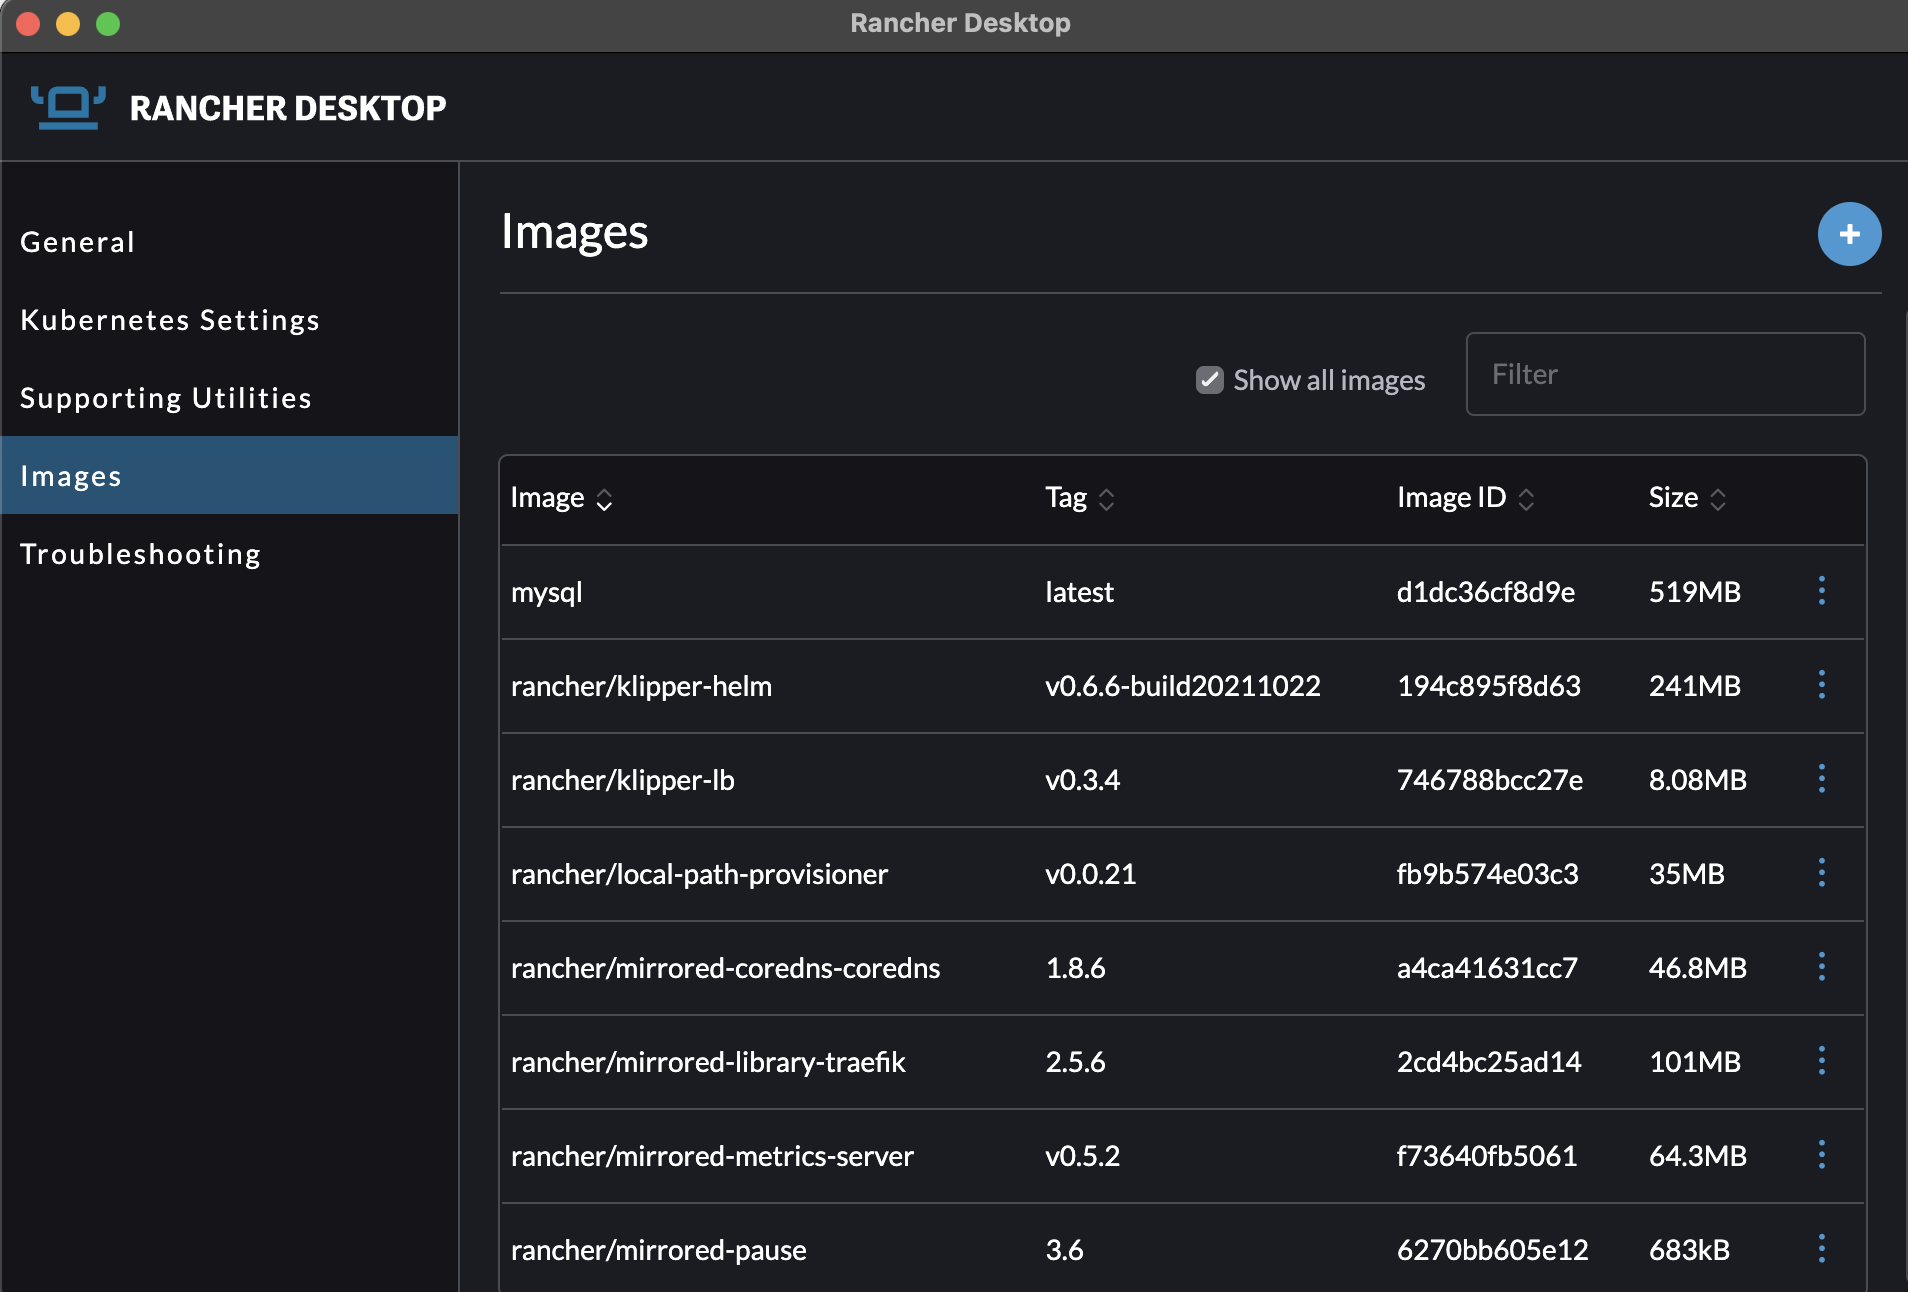 Rancher Desktop
RANCHER DESKTOP
General
Kubernetes Settings
Supporting Utilities
Images
Troubleshooting
Images
Show all images
Filter
Image Tag Image ID Size
mysql latest d1dc36cf8d9e 519MB
rancher/klipper-helm v0.6.6-build20211022 194c895f8d63 241MB
rancher/klipper-lb v0.3.4 746788bcc27e 8.08MB
rancher/local-path-provisioner v0.0.21 fb9b574e03c3 35MB
rancher/mirrored-coredns-coredns 1.8.6 a4ca41631cc7 46.8MB
rancher/mirrored-library-traefik 2.5.6 2cd4bc25ad14 101MB
rancher/mirrored-metrics-server v0.5.2 f73640fb5061 64.3MB
rancher/mirrored-pause 3.6 6270bb605e12 683kB